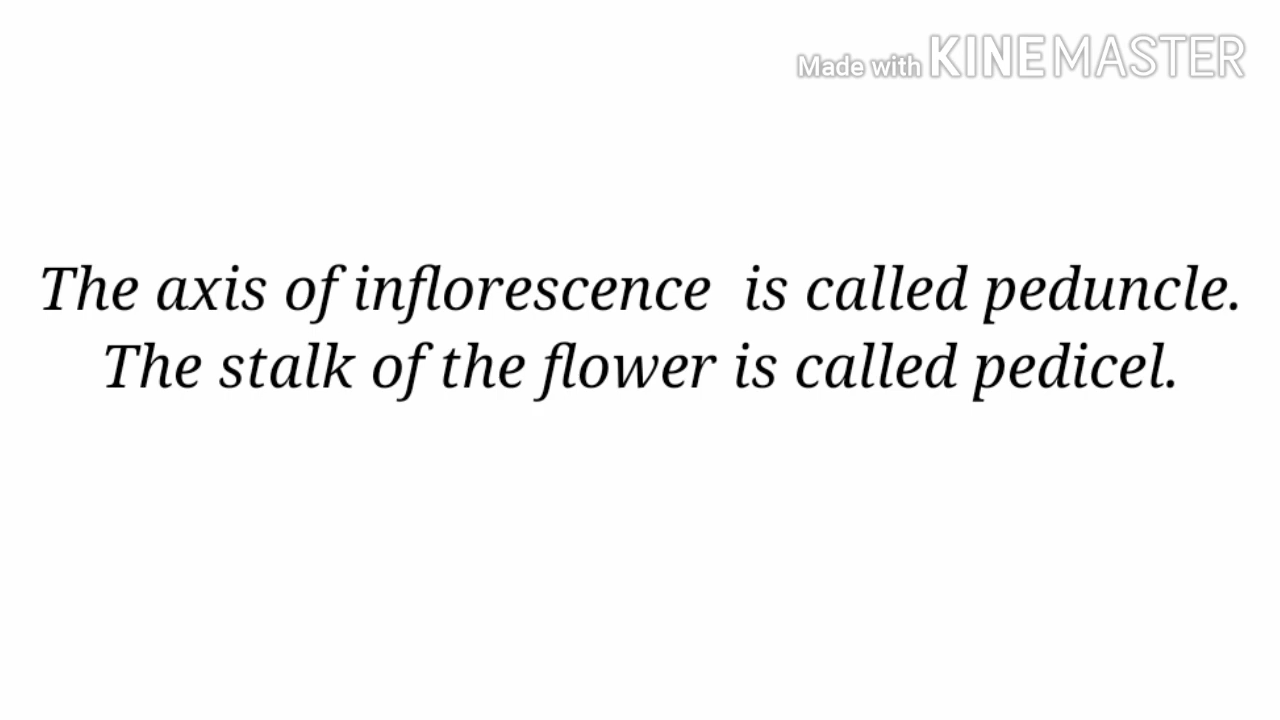 Made with KINEMASTER
The axis of inflorescence is called peduncle.
The stalk of the flower is called pedicel.